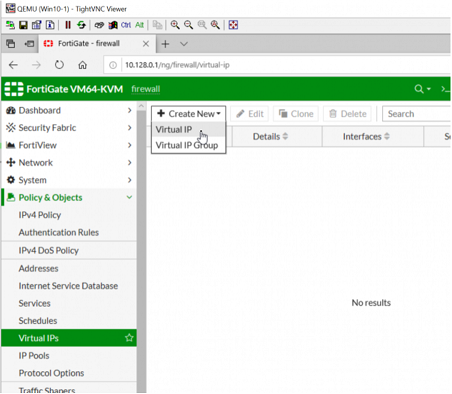 QEMU (Win10-1) - TightVNC Viewer
Ctrl Alt
FortiGate - firewall
10.128.0.1/ng/firewall/virtual-ip
FortiGate VM64-KVM firewall
Dashboard
Security Fabric
FortiView
Network
System
Policy & Objects
IPv4 Policy
Authentication Rules
IPv4 DoS Policy
Addresses
Internet Service Database
Services
Schedules
Virtual IPs
IP Pools
Protocol Options
Traffic Shapers
Create New Edit Clone Delete Search
Virtual IP
Virtual IP Group
Details Interfaces
No results